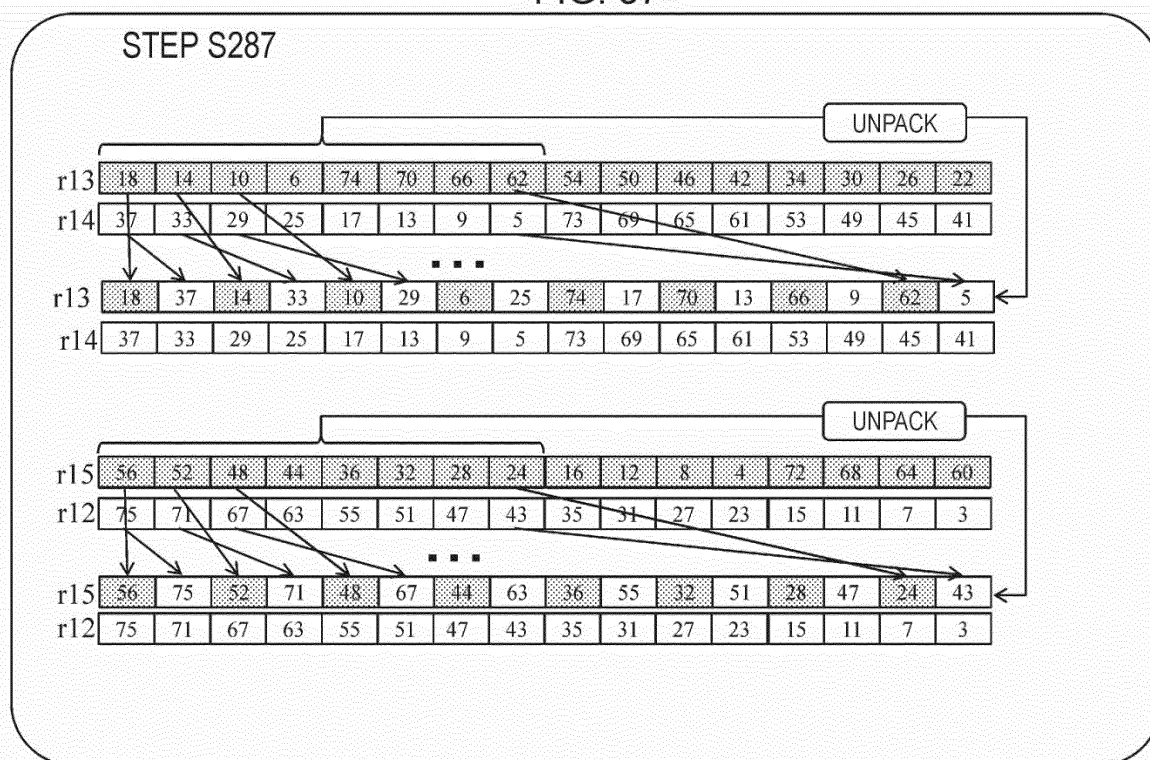 STEP S287
UNPACK
r13 18 14 10 6 74 70 66 62 54 50 46 42 34 30 26 22
r14 37 33 29 25 17 13 9 5 73 69 65 61 53 49 45 41
...
r13 18 37 14 33 10 29 6 25 74 17 70 13 66 9 62 5
r14 37 33 29 25 17 13 9 5 73 69 65 61 53 49 45 41
UNPACK
r15 56 52 48 44 36 32 28 24 16 12 8 4 72 68 64 60
r12 75 71 67 63 55 51 47 43 35 31 27 23 15 11 7 3
...
r15 56 75 52 71 48 67 44 63 36 55 32 51 28 47 24 43
r12 75 71 67 63 55 51 47 43 35 31 27 23 15 11 7 3